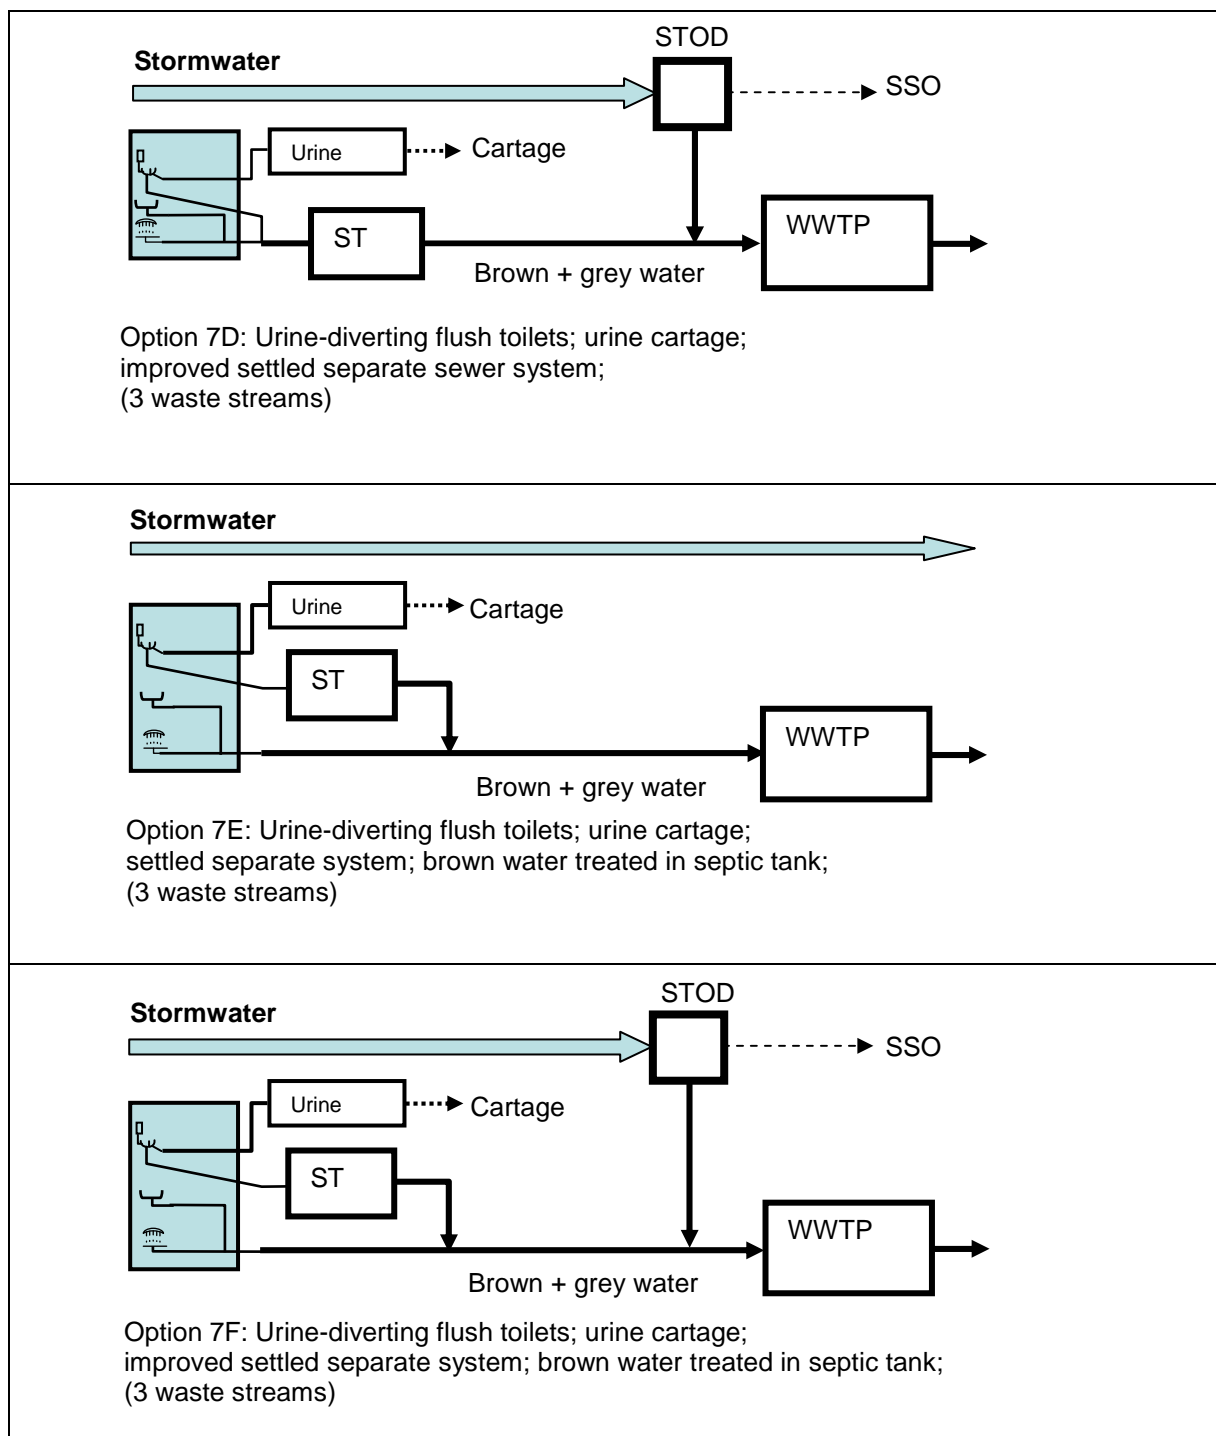 STOD
Stormwater
SSO
Urine
Cartage
ST
WWTP
Brown + grey water
Option 7D: Urine-diverting flush toilets; urine cartage;
improved settled separate sewer system;
(3 waste streams)
Stormwater
Urine
Cartage
ST
WWTP
Brown + grey water
Option 7E: Urine-diverting flush toilets; urine cartage;
settled separate system; brown water treated in septic tank;
(3 waste streams)
STOD
Stormwater
SSO
Urine
Cartage
ST
WWTP
Brown + grey water
Option 7F: Urine-diverting flush toilets; urine cartage;
improved settled separate system; brown water treated in septic tank;
(3 waste streams)